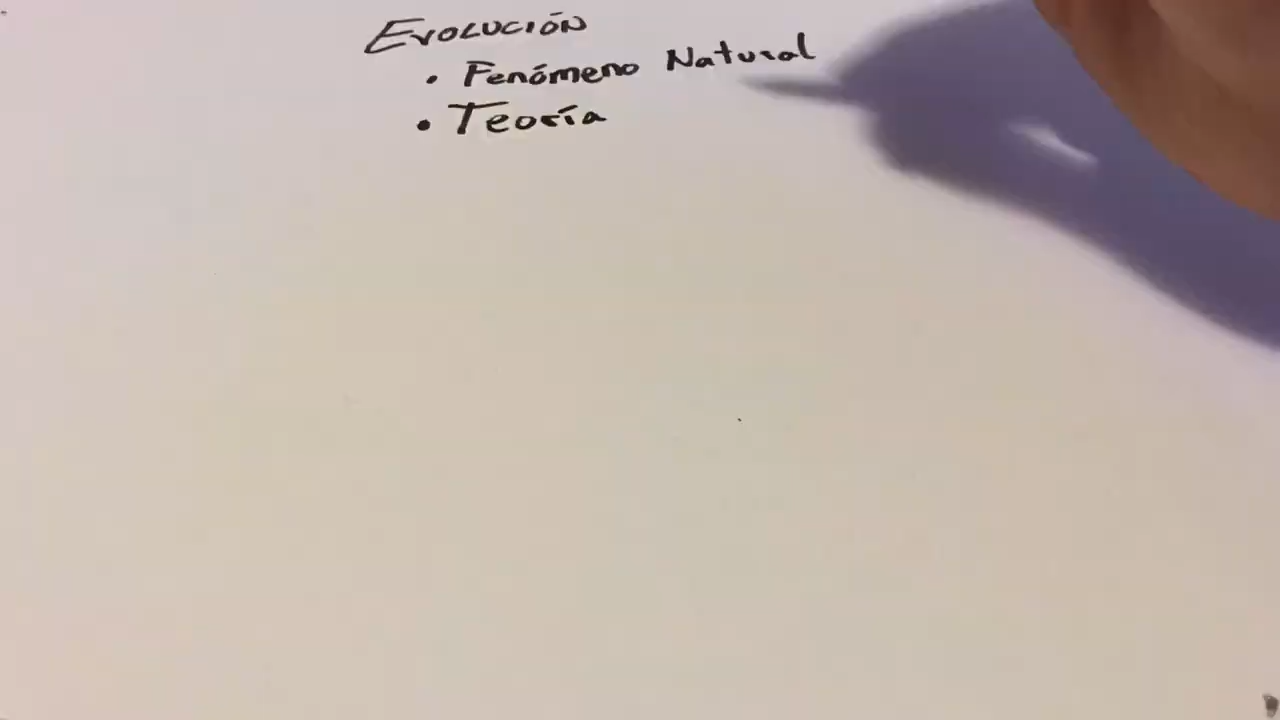 Evolución
• Fenómeno Natural
• Teoría